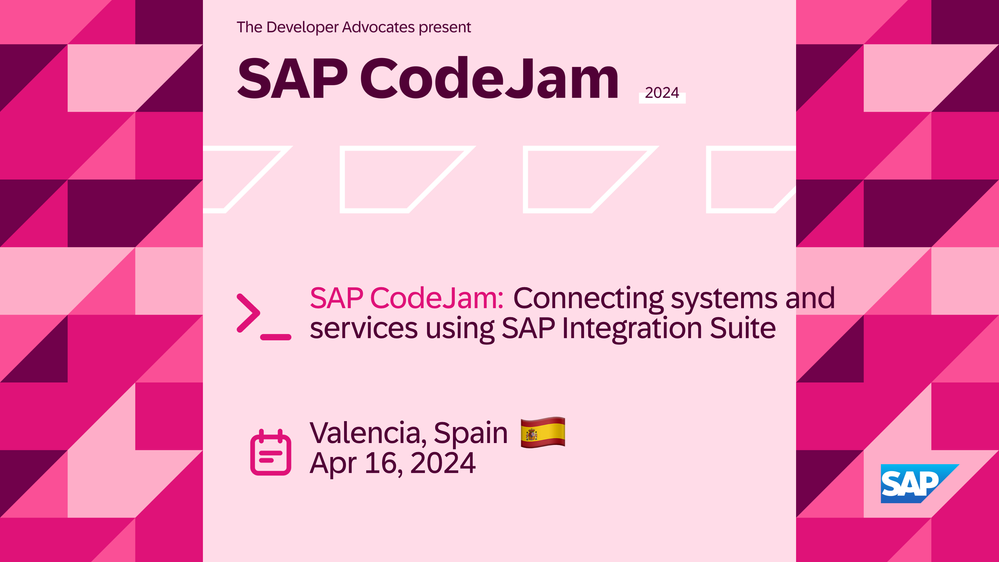 The Developer Advocates present
SAP CodeJam 2024
SAP CodeJam: Connecting systems and
services using SAP Integration Suite
Valencia, Spain 🇪🇸
Apr 16, 2024
SAP